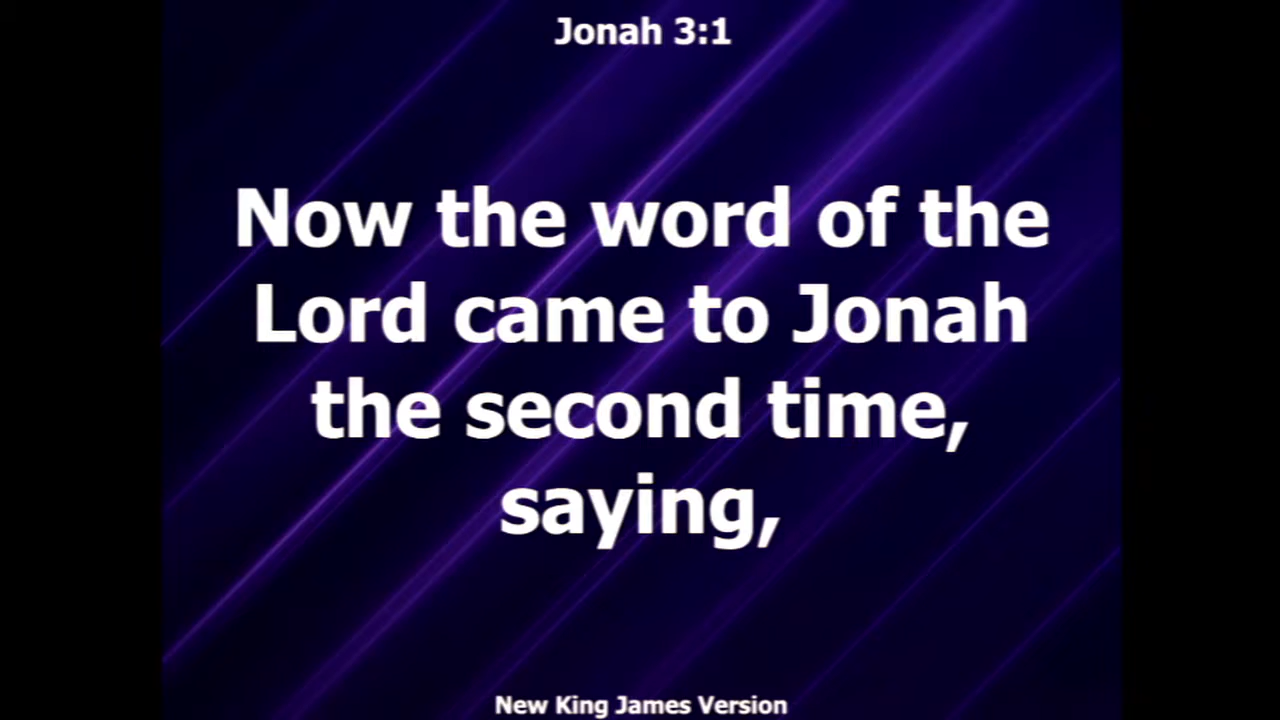 Jonah 3:1
Now the word of the
Lord came to Jonah
the second time,
saying,
New King James Version